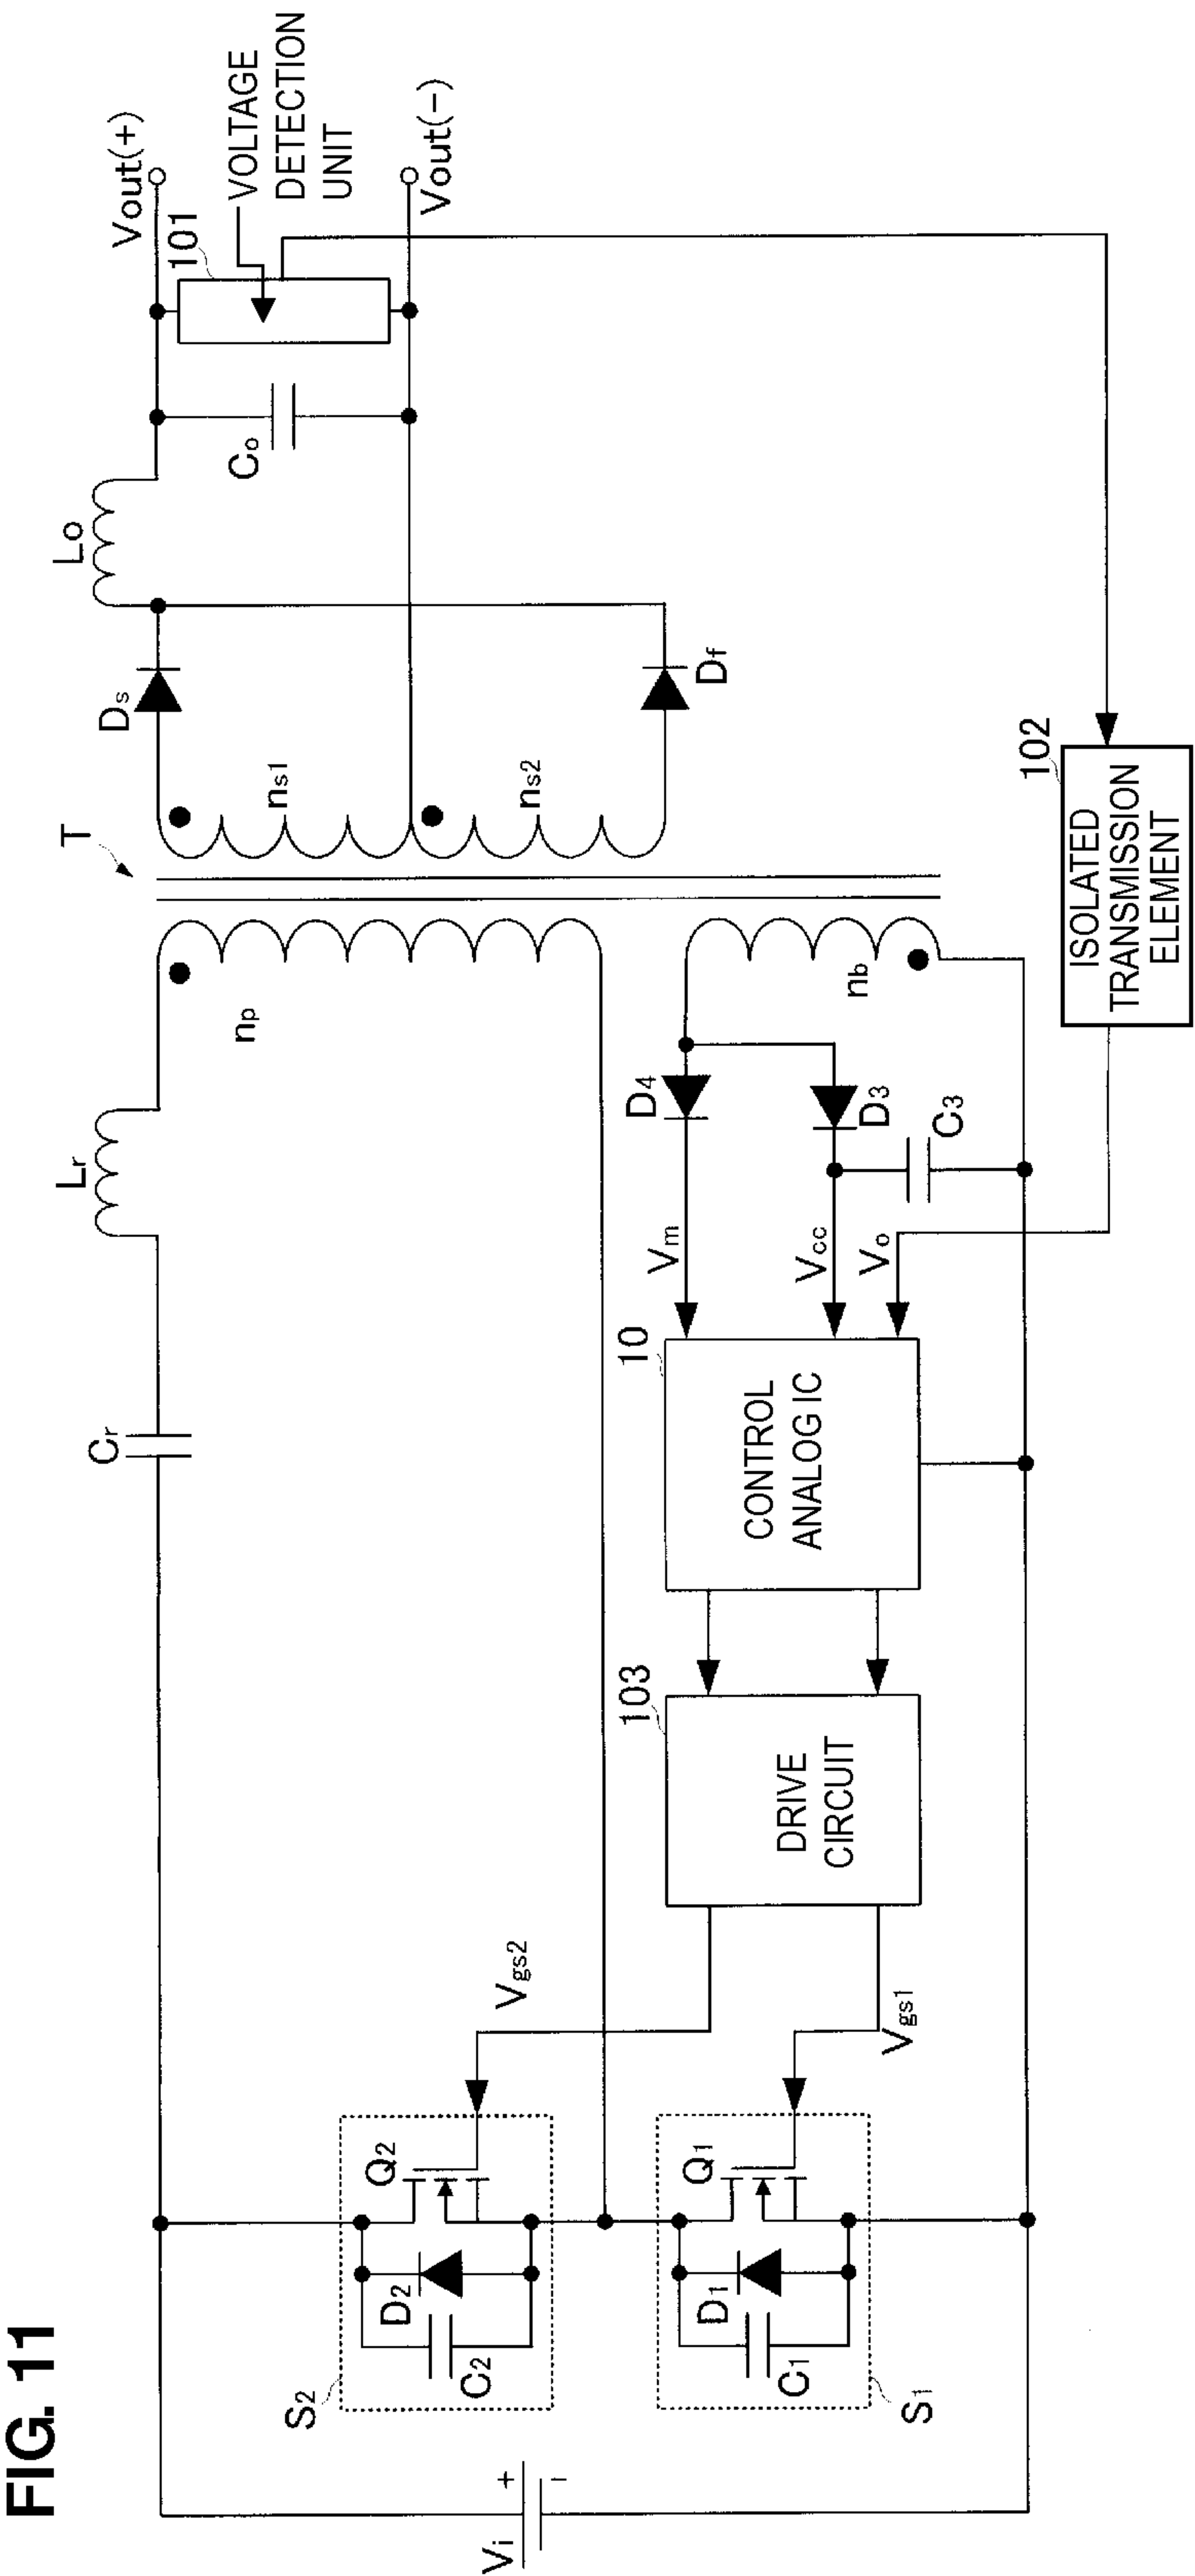 FIG. 11
Vi
+
−
S2
C2
D2
Q2
S1
C1
D1
Q1
Vgs2
Vgs1
103
DRIVE
CIRCUIT
10
CONTROL
ANALOG IC
Vm
Vcc
Vo
Cr
Lr
np
T
D4
D3
C3
nb
ns1
ns2
Ds
Df
Lo
Co
101
Vout(+)
VOLTAGE
DETECTION
UNIT
Vout(−)
102
ISOLATED
TRANSMISSION
ELEMENT